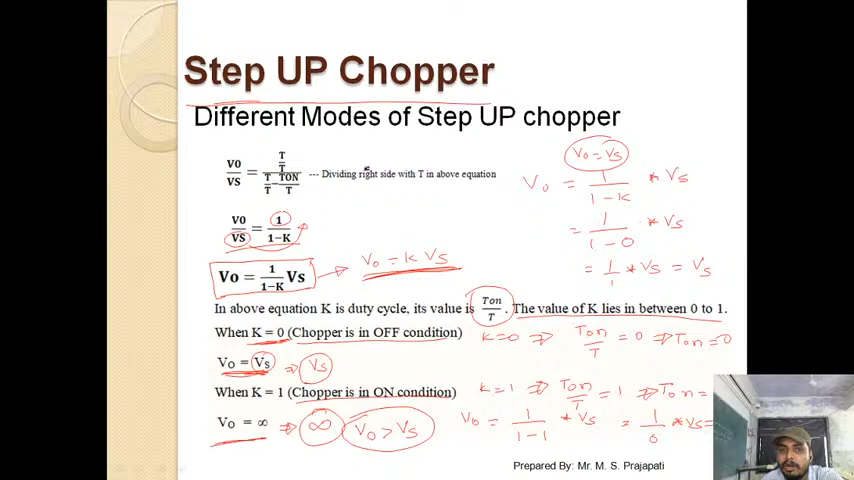 Step UP Chopper
Different Modes of Step UP chopper
V0/VS = (T/T)/(T/T − TON/T) --- Dividing right side with T in above equation
V0/VS = 1/1−K
Vo = 1/1−K Vs
Vo = K Vs
In above equation K is duty cycle, its value is Ton/T . The value of K lies in between 0 to 1.
When K = 0 (Chopper is in OFF condition)
K=0 ⇒ Ton/T = 0 ⇒ Ton = 0
Vo = Vs ⇒ Vs
When K = 1 (Chopper is in ON condition)
K=1 ⇒ Ton/T = 1 ⇒ Ton =
Vo = ∞ ⇒ ∞ Vo > Vs
Vo = 1/1-1 * Vs = 1/0 * Vs =
Vo = Vs
Vo = 1/1-K * Vs
= 1/1-0 * Vs
= 1/1 * Vs = Vs
Prepared By: Mr. M. S. Prajapati